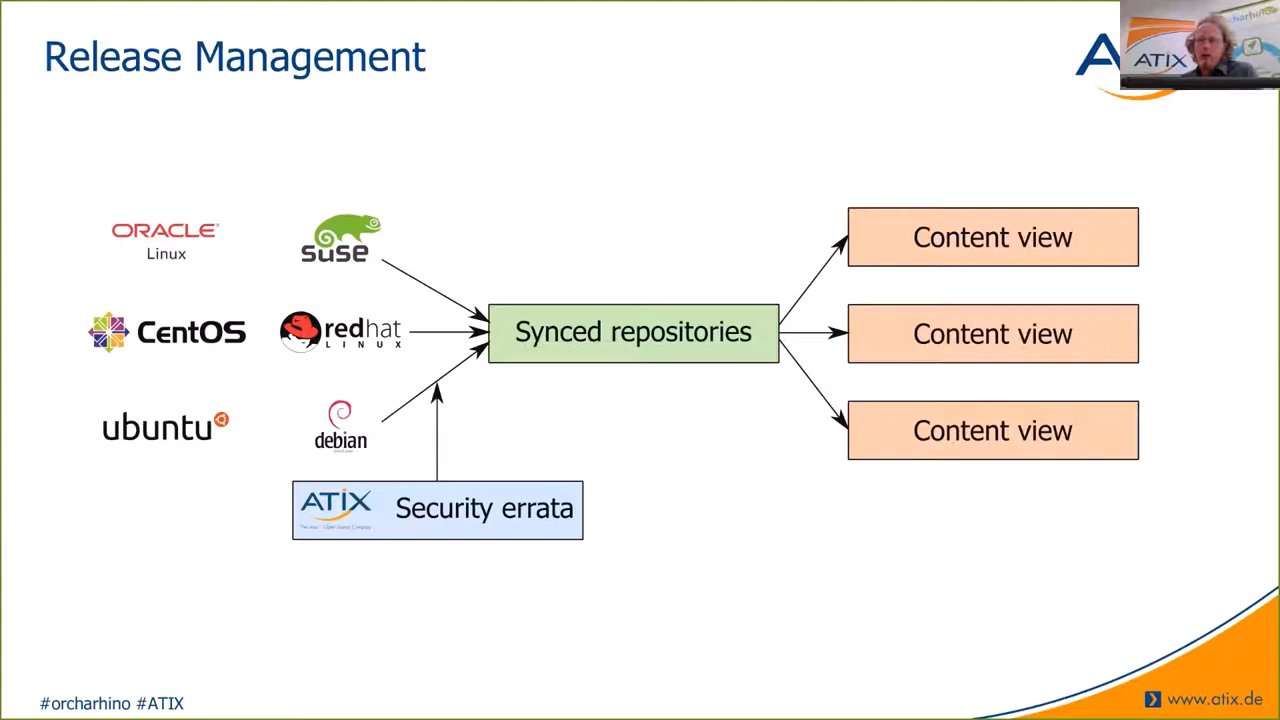 Release Management
A
ATIX
orcharhino
ORACLE
Linux
SUSE
Content view
CentOS
redhat
LINUX
Synced repositories
Content view
ubuntu
debian
Content view
ATIX
Security errata
#orcharhino #ATIX
www.atix.de